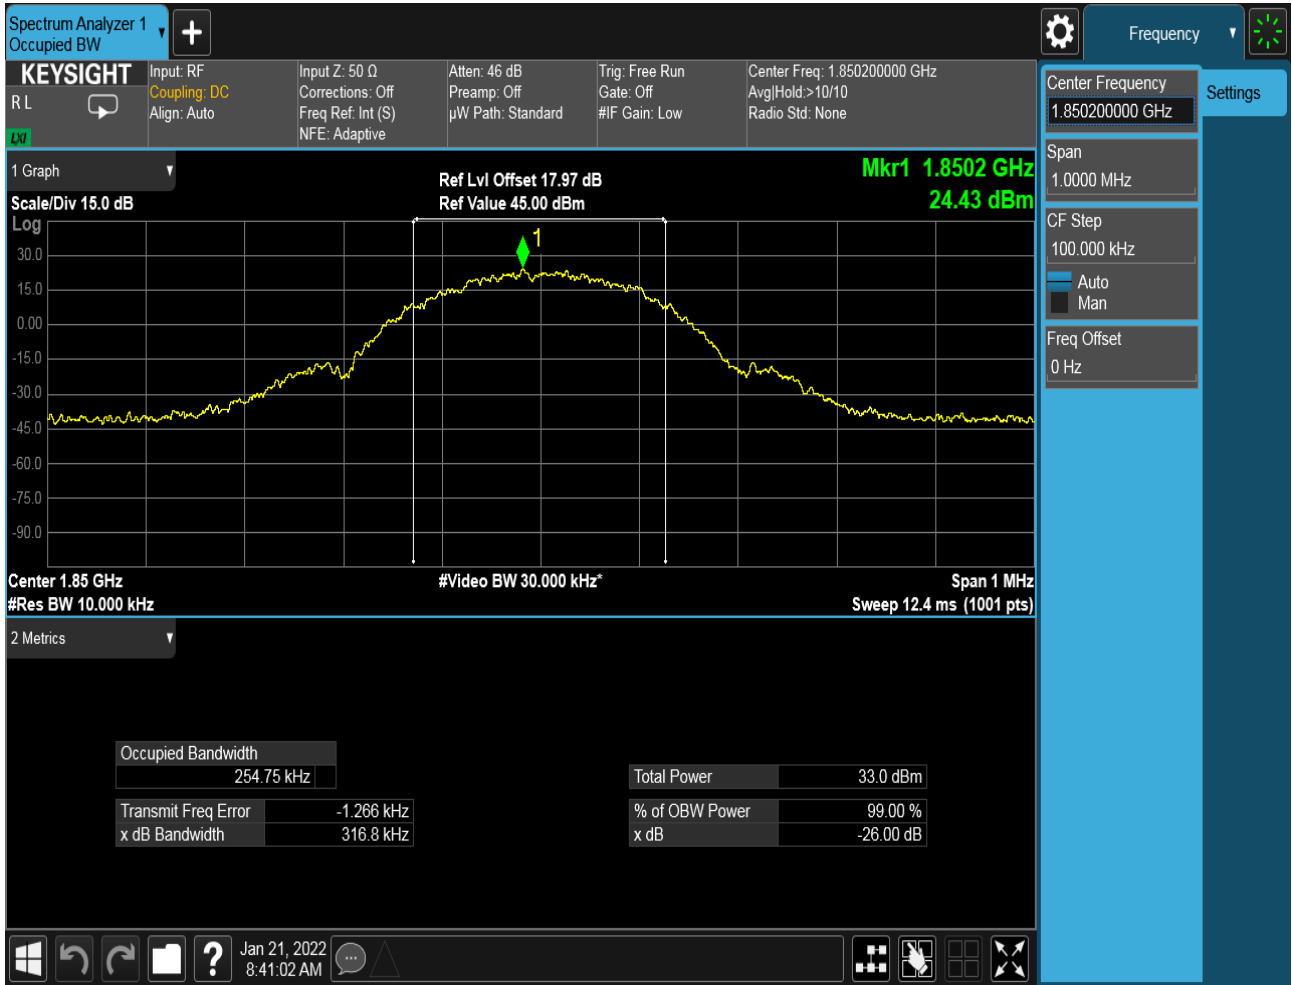 Spectrum Analyzer 1
Occupied BW
Frequency
KEYSIGHT
R L
LXI
Input: RF
Coupling: DC
Align: Auto
Input Z: 50 Ω
Corrections: Off
Freq Ref: Int (S)
NFE: Adaptive
Atten: 46 dB
Preamp: Off
µW Path: Standard
Trig: Free Run
Gate: Off
#IF Gain: Low
Center Freq: 1.850200000 GHz
Avg|Hold:>10/10
Radio Std: None
Center Frequency
1.850200000 GHz
Settings
Span
1.0000 MHz
CF Step
100.000 kHz
Auto
Man
Freq Offset
0 Hz
1 Graph
Scale/Div 15.0 dB
Log
Ref Lvl Offset 17.97 dB
Ref Value 45.00 dBm
Mkr1 1.8502 GHz
24.43 dBm
1
30.0
15.0
0.00
-15.0
-30.0
-45.0
-60.0
-75.0
-90.0
Center 1.85 GHz
#Video BW 30.000 kHz*
Span 1 MHz
#Res BW 10.000 kHz
Sweep 12.4 ms (1001 pts)
2 Metrics
Occupied Bandwidth
254.75 kHz
Total Power 33.0 dBm
Transmit Freq Error -1.266 kHz
% of OBW Power 99.00 %
x dB Bandwidth 316.8 kHz
x dB -26.00 dB
?
Jan 21, 2022
8:41:02 AM